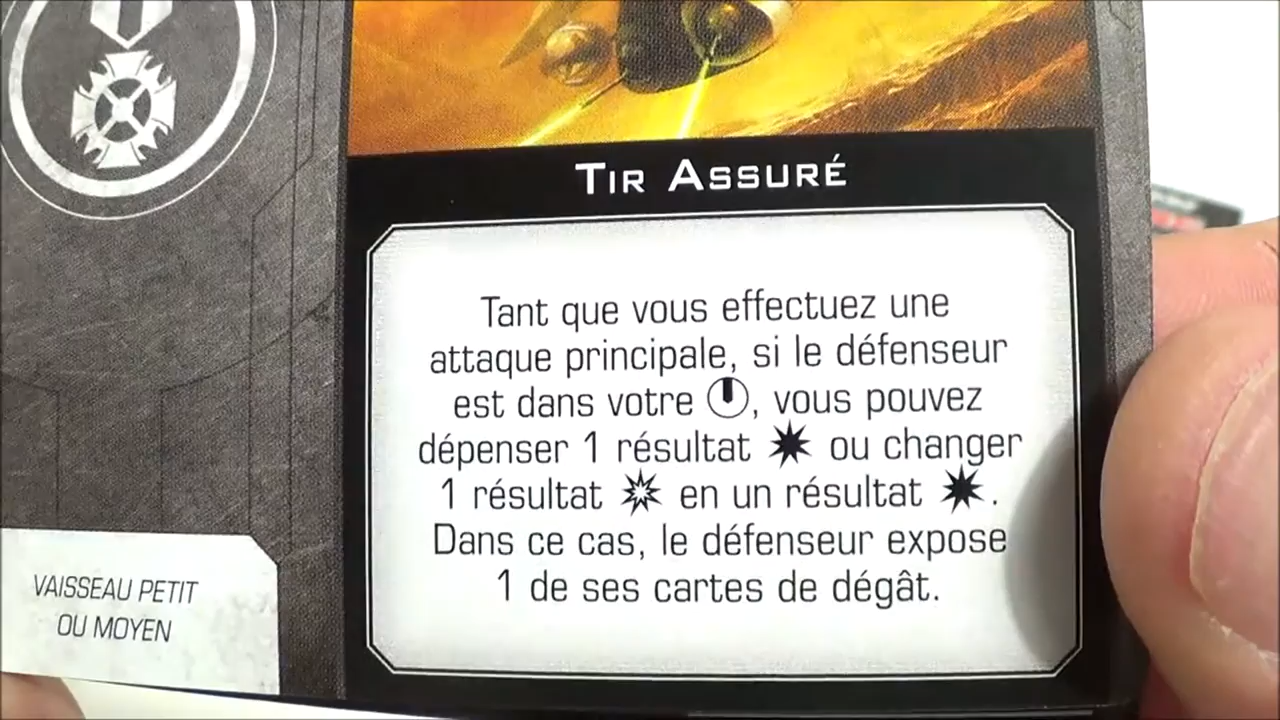 TIR ASSURÉ
Tant que vous effectuez une
attaque principale, si le défenseur
est dans votre , vous pouvez
dépenser 1 résultat ou changer
1 résultat en un résultat .
Dans ce cas, le défenseur expose
1 de ses cartes de dégât.
VAISSEAU PETIT
OU MOYEN